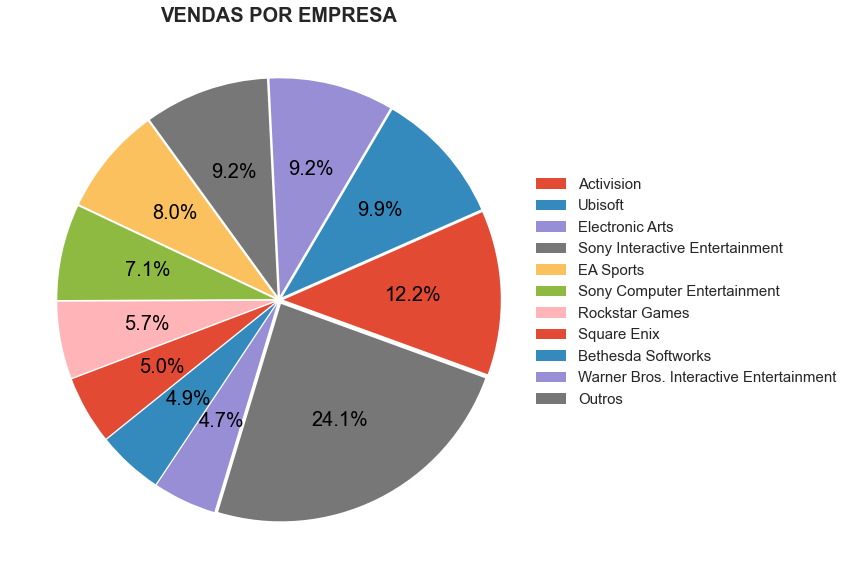 VENDAS POR EMPRESA
9.2%
9.2%
9.9%
8.0%
7.1%
12.2%
5.7%
5.0%
4.9%
4.7%
24.1%
Activision
Ubisoft
Electronic Arts
Sony Interactive Entertainment
EA Sports
Sony Computer Entertainment
Rockstar Games
Square Enix
Bethesda Softworks
Warner Bros. Interactive Entertainment
Outros